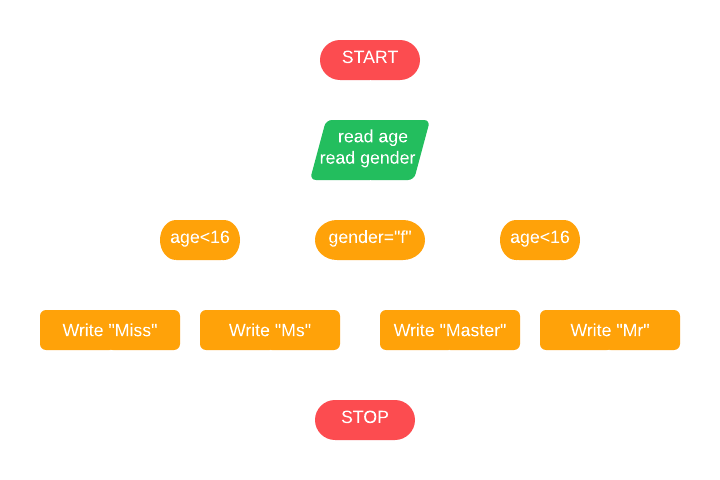 START
read age
read gender
age<16
gender="f"
age<16
Write "Miss"
Write "Ms"
Write "Master"
Write "Mr"
STOP